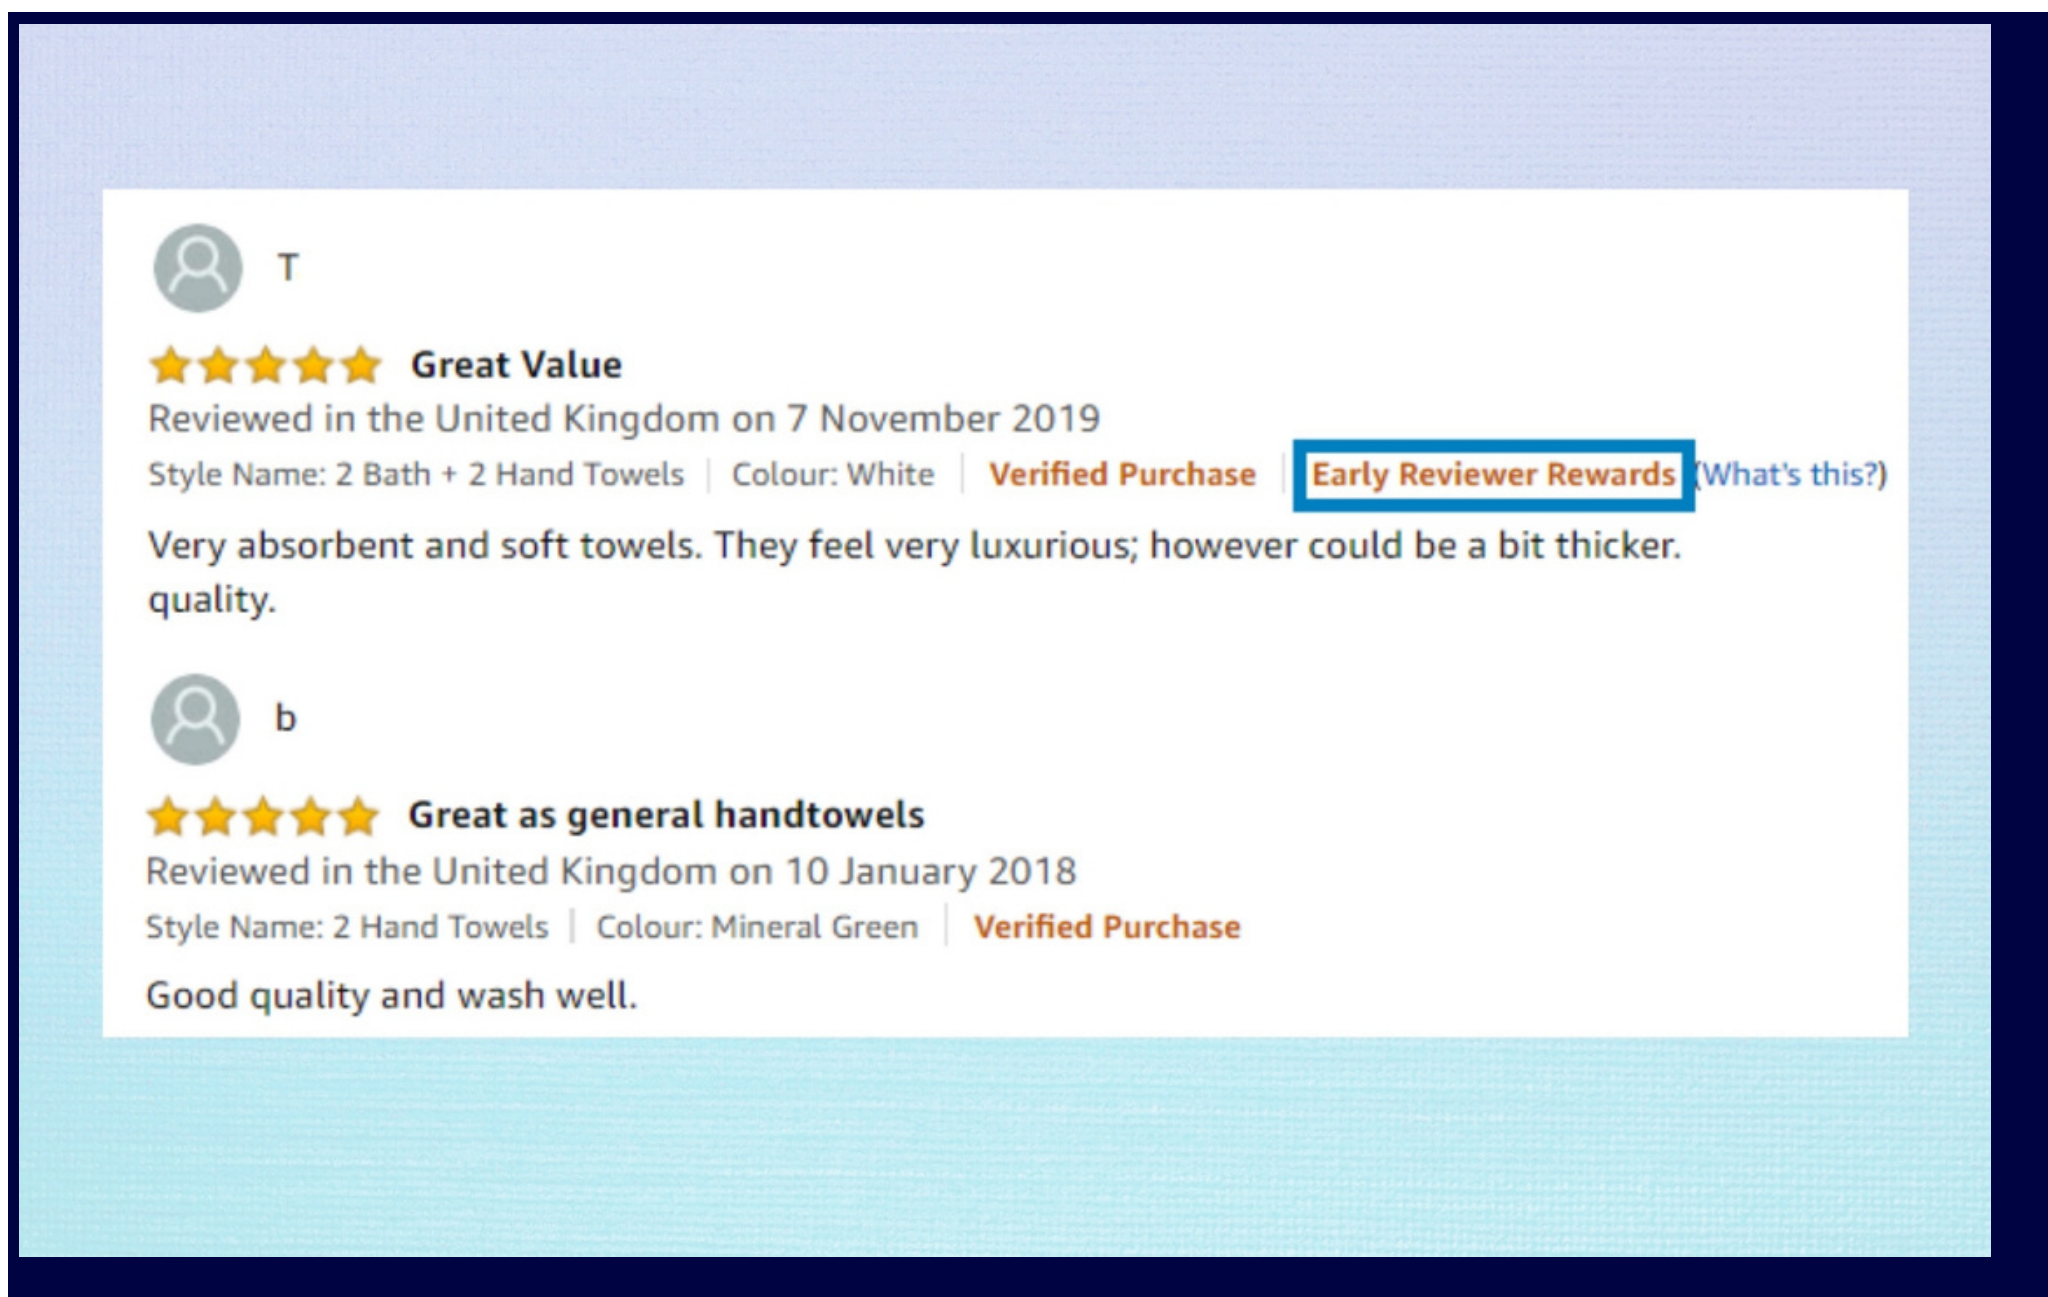 T
Great Value
Reviewed in the United Kingdom on 7 November 2019
Style Name: 2 Bath + 2 Hand Towels | Colour: White | Verified Purchase | Early Reviewer Rewards (What's this?)
Very absorbent and soft towels. They feel very luxurious; however could be a bit thicker.
quality.
b
Great as general handtowels
Reviewed in the United Kingdom on 10 January 2018
Style Name: 2 Hand Towels | Colour: Mineral Green | Verified Purchase
Good quality and wash well.